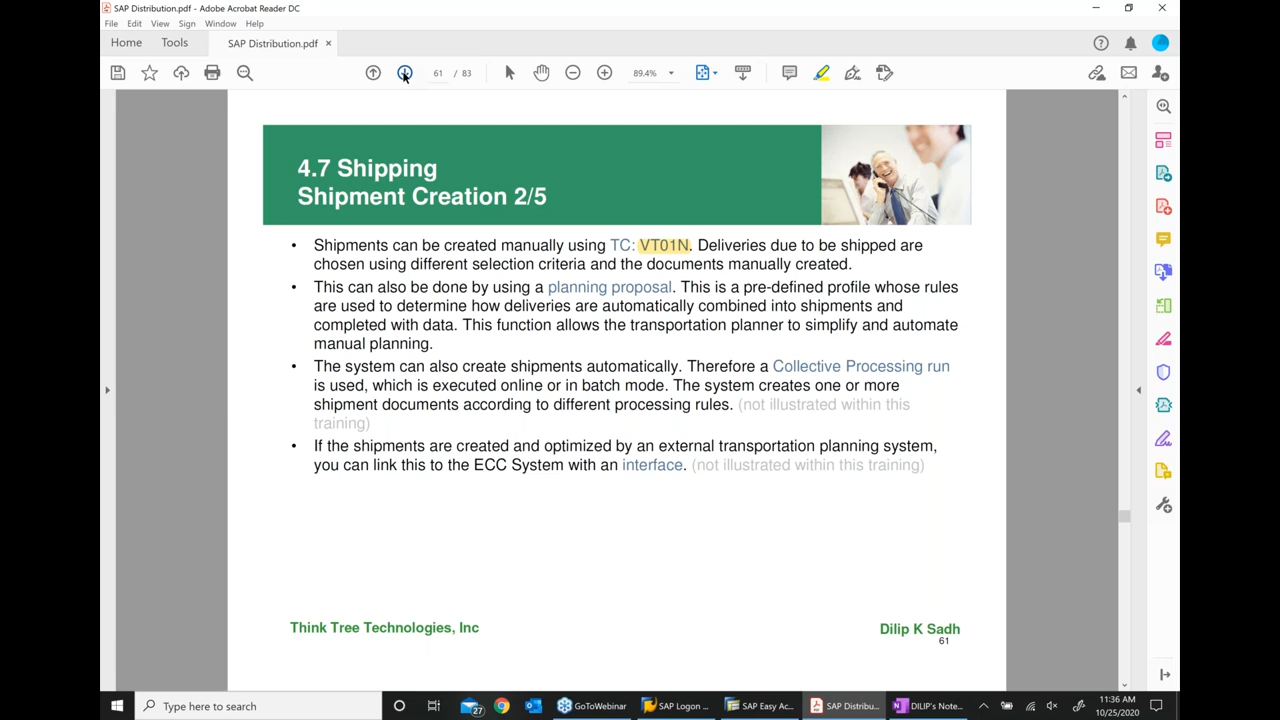 SAP Distribution.pdf - Adobe Acrobat Reader DC
File Edit View Sign Window Help
Home Tools SAP Distribution.pdf ×
61 / 83 89.4%
4.7 Shipping
Shipment Creation 2/5
• Shipments can be created manually using TC: VT01N. Deliveries due to be shipped are
chosen using different selection criteria and the documents manually created.
• This can also be done by using a planning proposal. This is a pre-defined profile whose rules
are used to determine how deliveries are automatically combined into shipments and
completed with data. This function allows the transportation planner to simplify and automate
manual planning.
• The system can also create shipments automatically. Therefore a Collective Processing run
is used, which is executed online or in batch mode. The system creates one or more
shipment documents according to different processing rules. (not illustrated within this
training)
• If the shipments are created and optimized by an external transportation planning system,
you can link this to the ECC System with an interface. (not illustrated within this training)
Think Tree Technologies, Inc
Dilip K Sadh
61
Type here to search
27
GoToWebinar
SAP Logon ...
SAP Easy Ac...
SAP Distribu...
DILIP's Note...
11:36 AM
10/25/2020